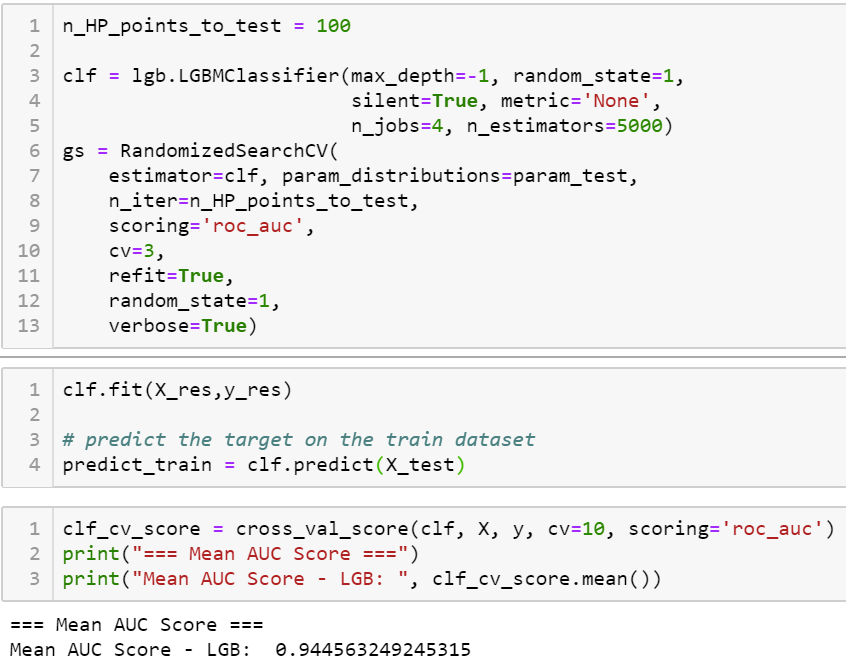 1 n_HP_points_to_test = 100
2
3 clf = lgb.LGBMClassifier(max_depth=-1, random_state=1,
4                          silent=True, metric='None',
5                          n_jobs=4, n_estimators=5000)
6 gs = RandomizedSearchCV(
7     estimator=clf, param_distributions=param_test,
8     n_iter=n_HP_points_to_test,
9     scoring='roc_auc',
10     cv=3,
11     refit=True,
12     random_state=1,
13     verbose=True)
1 clf.fit(X_res,y_res)
2
3 # predict the target on the train dataset
4 predict_train = clf.predict(X_test)
1 clf_cv_score = cross_val_score(clf, X, y, cv=10, scoring='roc_auc')
2 print("=== Mean AUC Score ===")
3 print("Mean AUC Score - LGB: ", clf_cv_score.mean())
=== Mean AUC Score ===
Mean AUC Score - LGB:  0.944563249245315